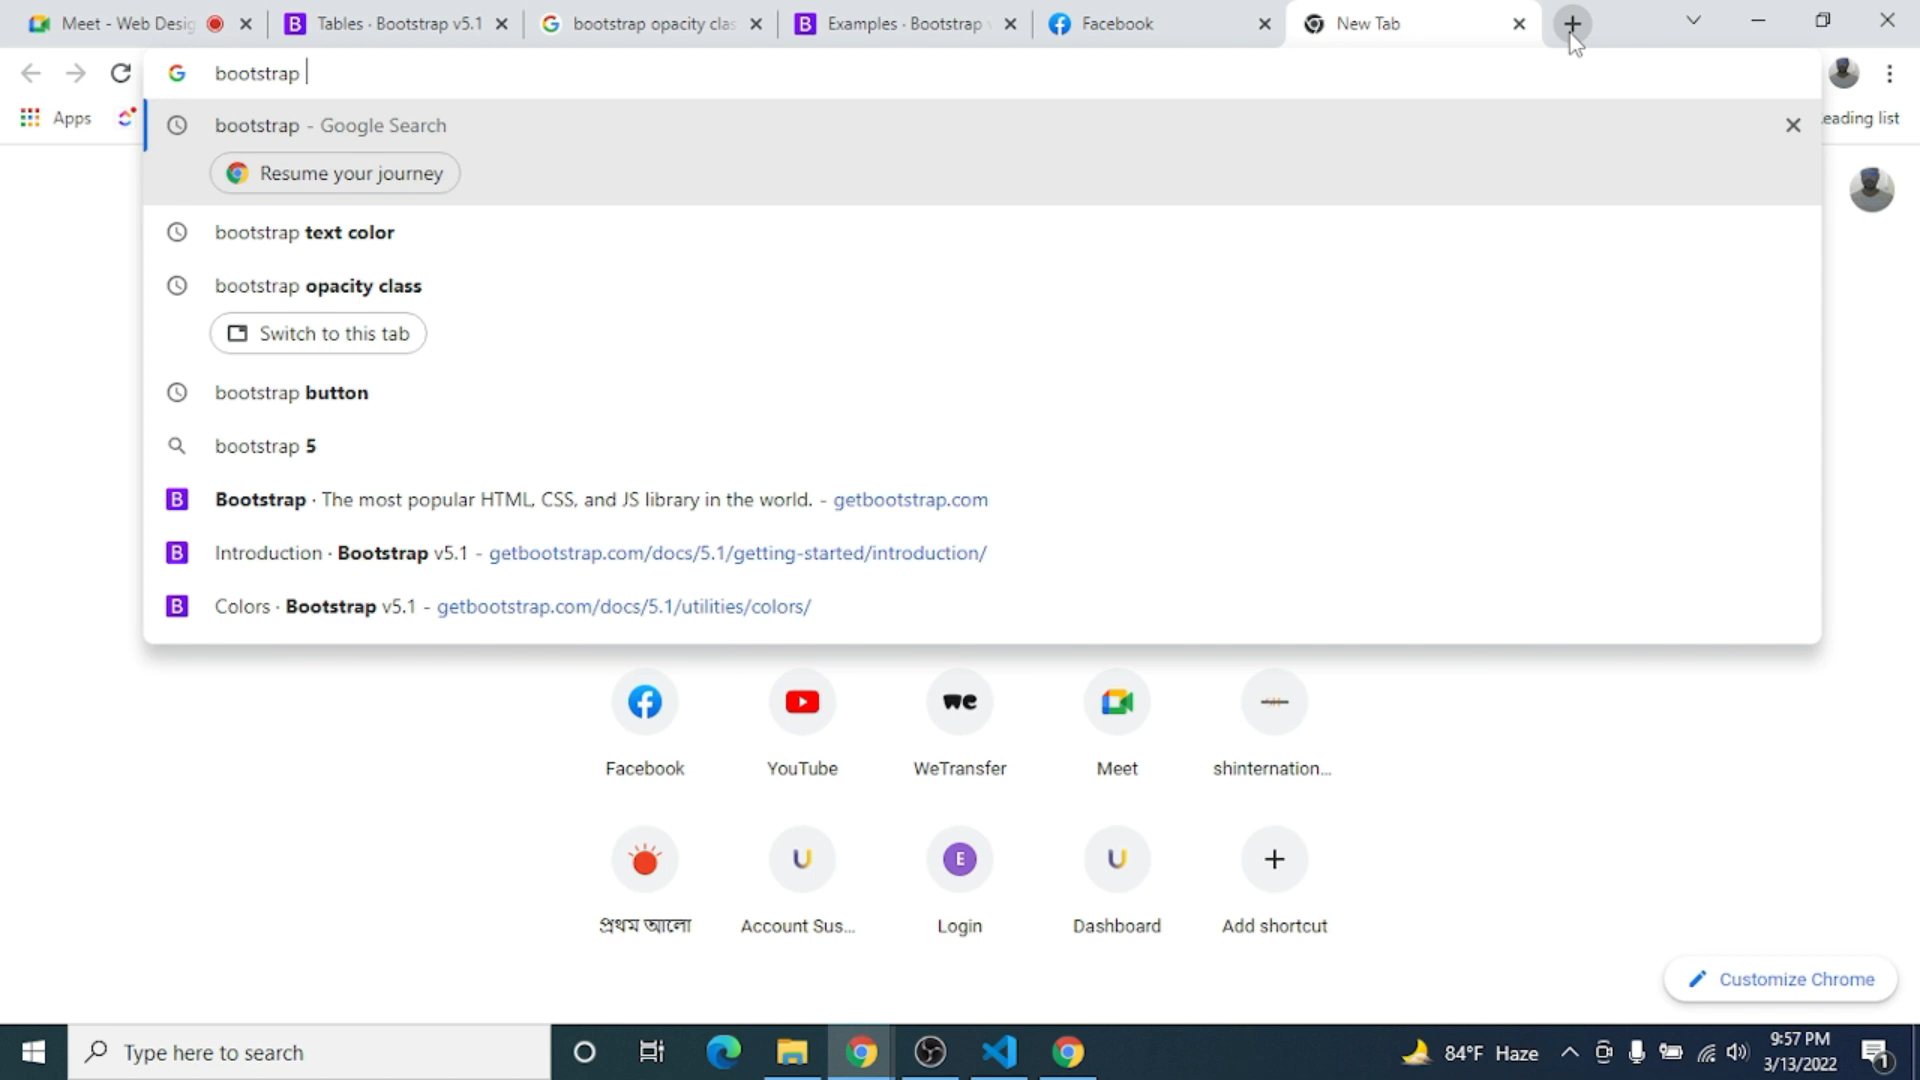 Meet - Web Desig
Tables · Bootstrap v5.1
bootstrap opacity clas
Examples · Bootstrap v
Facebook
New Tab
bootstrap
Apps
eading list
bootstrap - Google Search
Resume your journey
bootstrap text color
bootstrap opacity class
Switch to this tab
bootstrap button
bootstrap 5
Bootstrap · The most popular HTML, CSS, and JS library in the world. - getbootstrap.com
Introduction · Bootstrap v5.1 - getbootstrap.com/docs/5.1/getting-started/introduction/
Colors · Bootstrap v5.1 - getbootstrap.com/docs/5.1/utilities/colors/
we
Facebook
YouTube
WeTransfer
Meet
shinternation...
U
E
U
প্রথম আলো
Account Sus...
Login
Dashboard
Add shortcut
Customize Chrome
Type here to search
84°F Haze
9:57 PM
3/13/2022
1